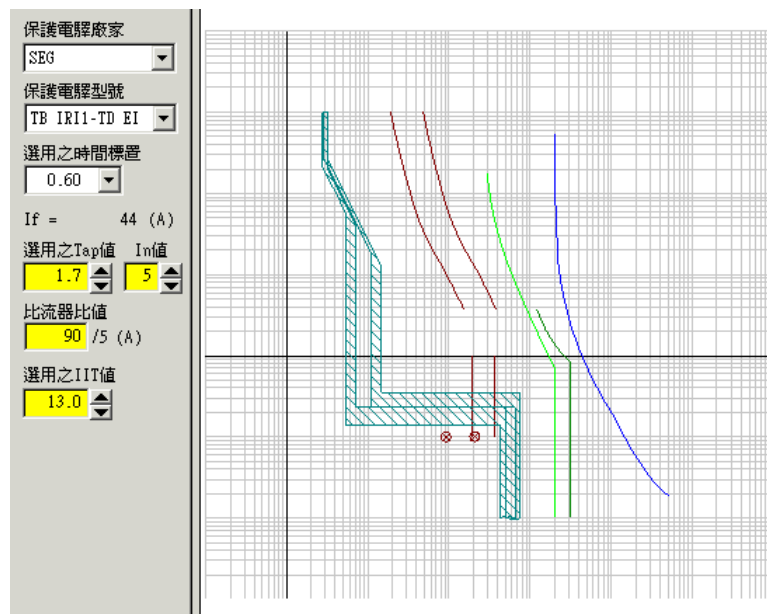 保護電驛廠家
SEG
保護電驛型號
TB IRI1-TD EI
選用之時間標置
0.60
If = 44 (A)
選用之Tap值 In值
1.7 5
比流器比值
90 /5 (A)
選用之IIT值
13.0